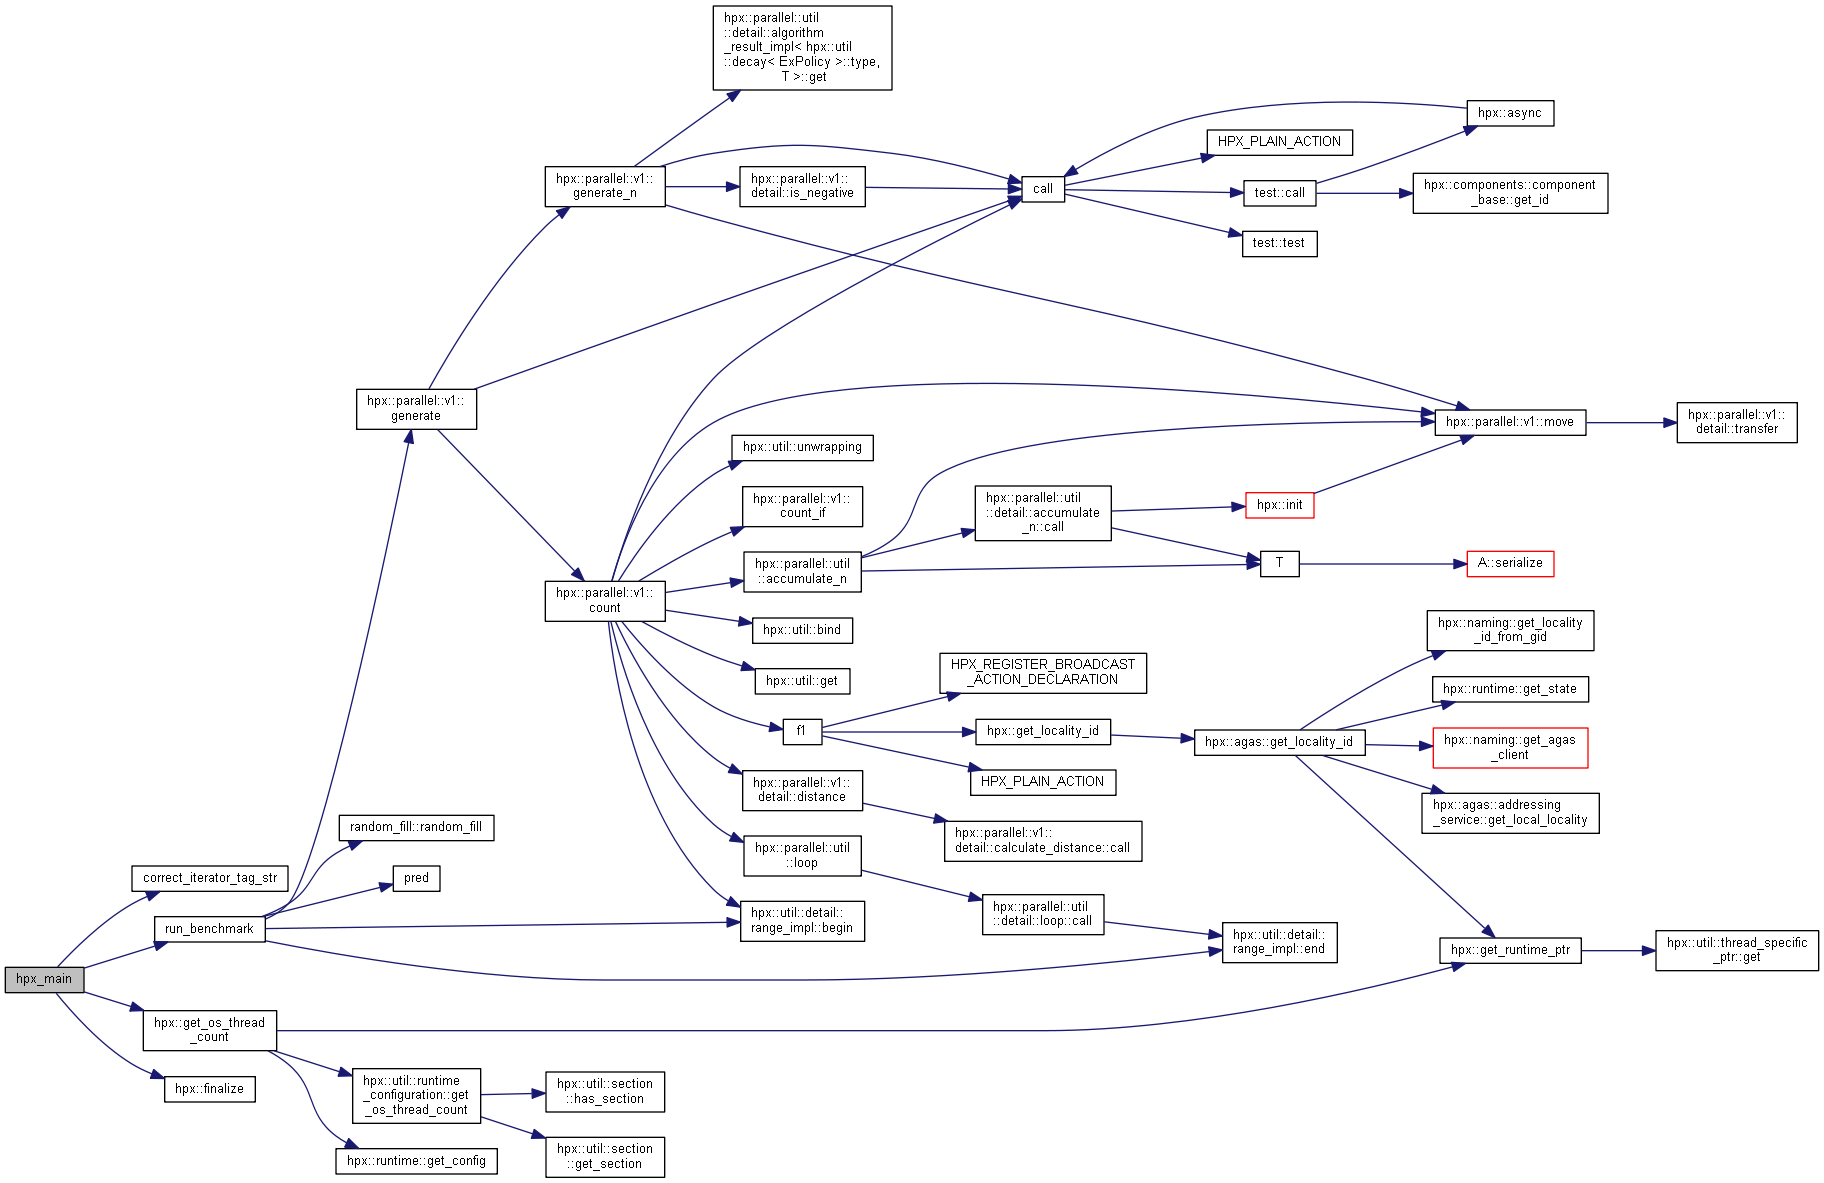 hpx::parallel::util
::detail::algorithm
_result_impl< hpx::util
::decay< ExPolicy >::type,
T >::get
hpx::async
HPX_PLAIN_ACTION
hpx::parallel::v1::
generate_n
hpx::parallel::v1::
detail::is_negative
call
test::call
hpx::components::component
_base::get_id
test::test
hpx::parallel::v1::
generate
hpx::parallel::v1::move
hpx::parallel::v1::
detail::transfer
hpx::util::unwrapping
hpx::parallel::v1::
count_if
hpx::parallel::util
::detail::accumulate
_n::call
hpx::init
hpx::parallel::util
::accumulate_n
T
A::serialize
hpx::parallel::v1::
count
hpx::util::bind
hpx::naming::get_locality
_id_from_gid
hpx::util::get
HPX_REGISTER_BROADCAST
_ACTION_DECLARATION
hpx::runtime::get_state
f1
hpx::get_locality_id
hpx::agas::get_locality_id
hpx::naming::get_agas
_client
hpx::parallel::v1::
detail::distance
HPX_PLAIN_ACTION
hpx::agas::addressing
_service::get_local_locality
random_fill::random_fill
hpx::parallel::util
::loop
hpx::parallel::v1::
detail::calculate_distance::call
correct_iterator_tag_str
pred
run_benchmark
hpx::util::detail::
range_impl::begin
hpx::parallel::util
::detail::loop::call
hpx::util::detail::
range_impl::end
hpx::get_runtime_ptr
hpx::util::thread_specific
_ptr::get
hpx_main
hpx::get_os_thread
_count
hpx::finalize
hpx::util::runtime
_configuration::get
_os_thread_count
hpx::util::section
::has_section
hpx::runtime::get_config
hpx::util::section
::get_section